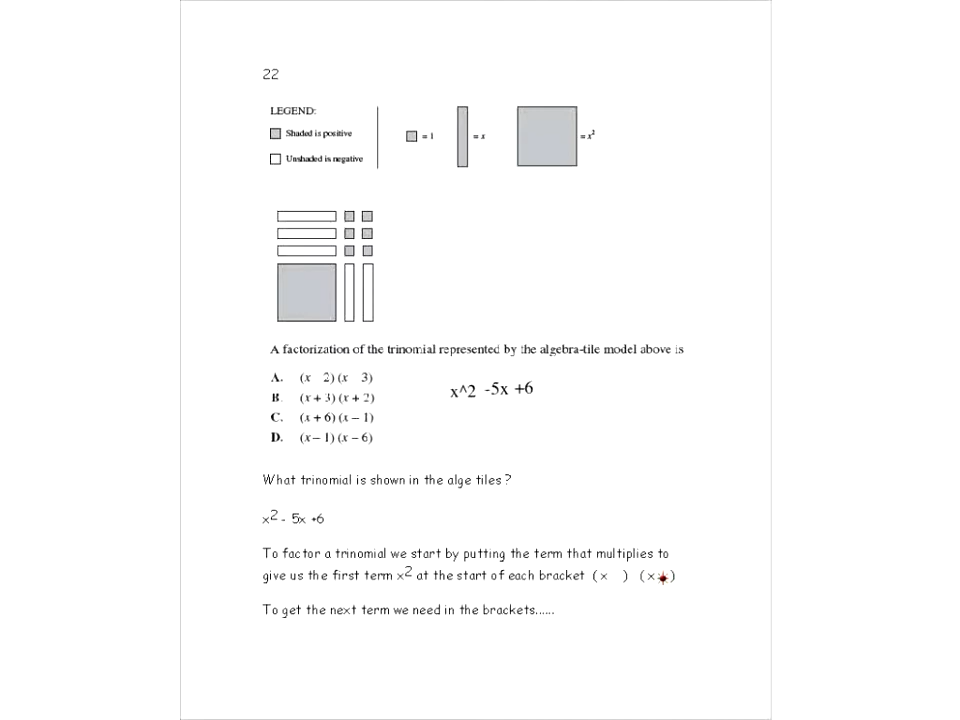 22
LEGEND:
Shaded is positive
Unshaded is negative
= 1
= x
= x²
A factorization of the trinomial represented by the algebra-tile model above is
A. (x 2)(x 3)
B. (x + 3)(x + 2)
C. (x + 6)(x – 1)
D. (x – 1)(x – 6)
x^2 -5x +6
What trinomial is shown in the alge tiles?
x2 - 5x +6
To factor a trinomial we start by putting the term that multiplies to
give us the first term x2 at the start of each bracket (x ) (x )
To get the next term we need in the brackets......